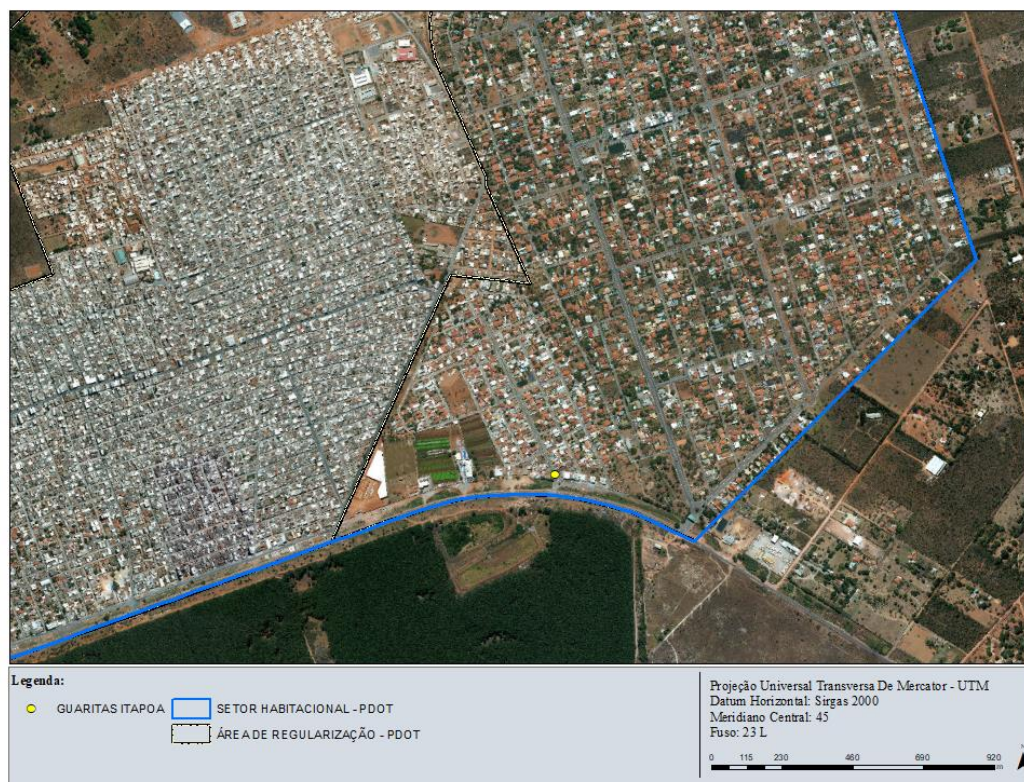 Legenda:
GUARITAS ITAPOA
SETOR HABITACIONAL - PDOT
ÁREA DE REGULARIZAÇÃO - PDOT
Projeção Universal Transversa De Mercator - UTM
Datum Horizontal: Sirgas 2000
Meridiano Central: 45
Fuso: 23 L
0 115 230 460 690 920